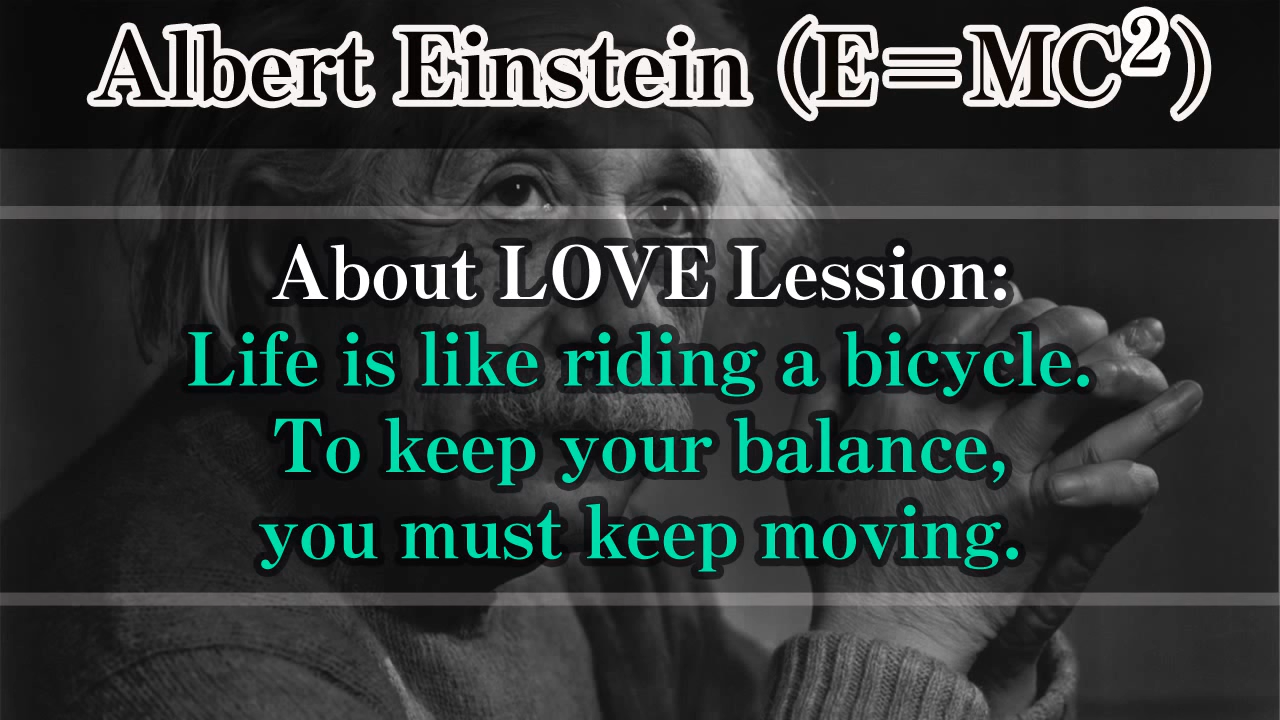 Albert Einstein (E=MC²)
About LOVE Lession:
Life is like riding a bicycle.
To keep your balance,
you must keep moving.